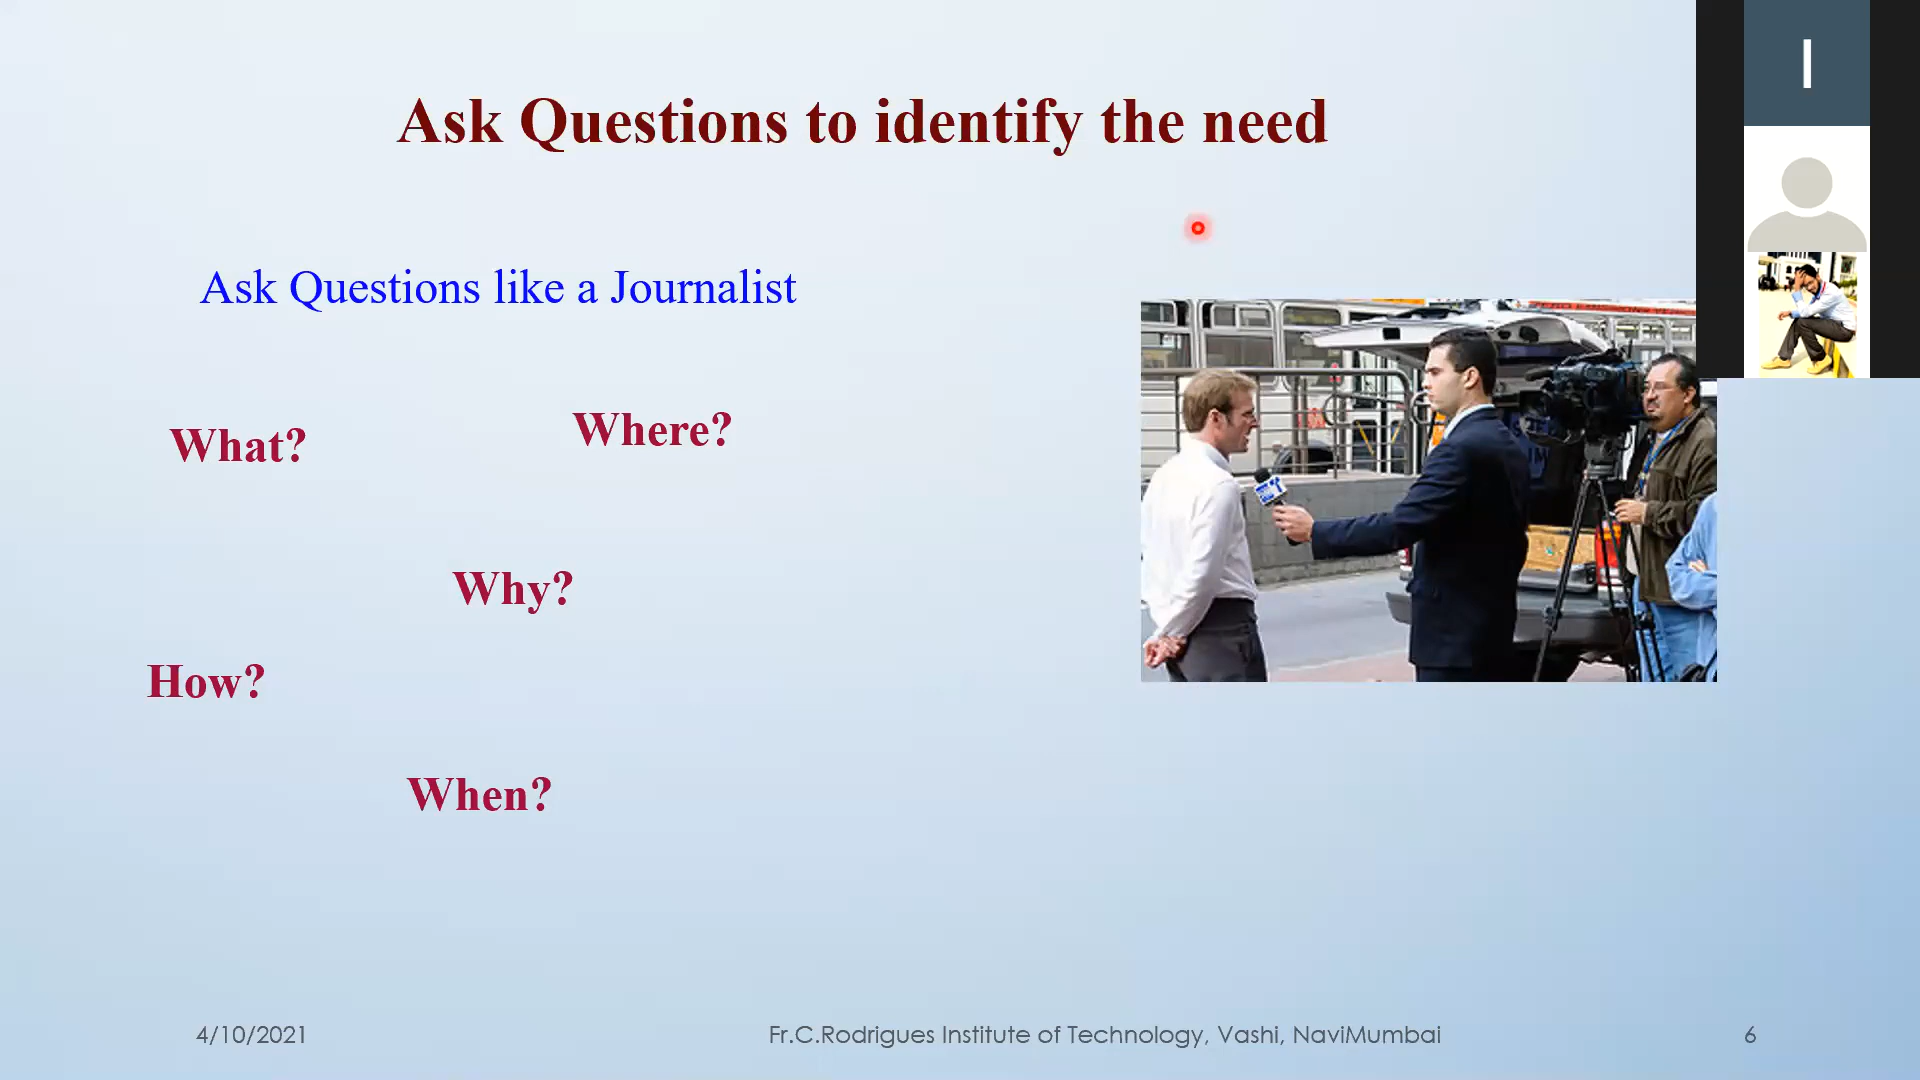 I
Ask Questions to identify the need
Ask Questions like a Journalist
What?
Where?
Why?
How?
When?
4/10/2021
Fr.C.Rodrigues Institute of Technology, Vashi, NaviMumbai
6